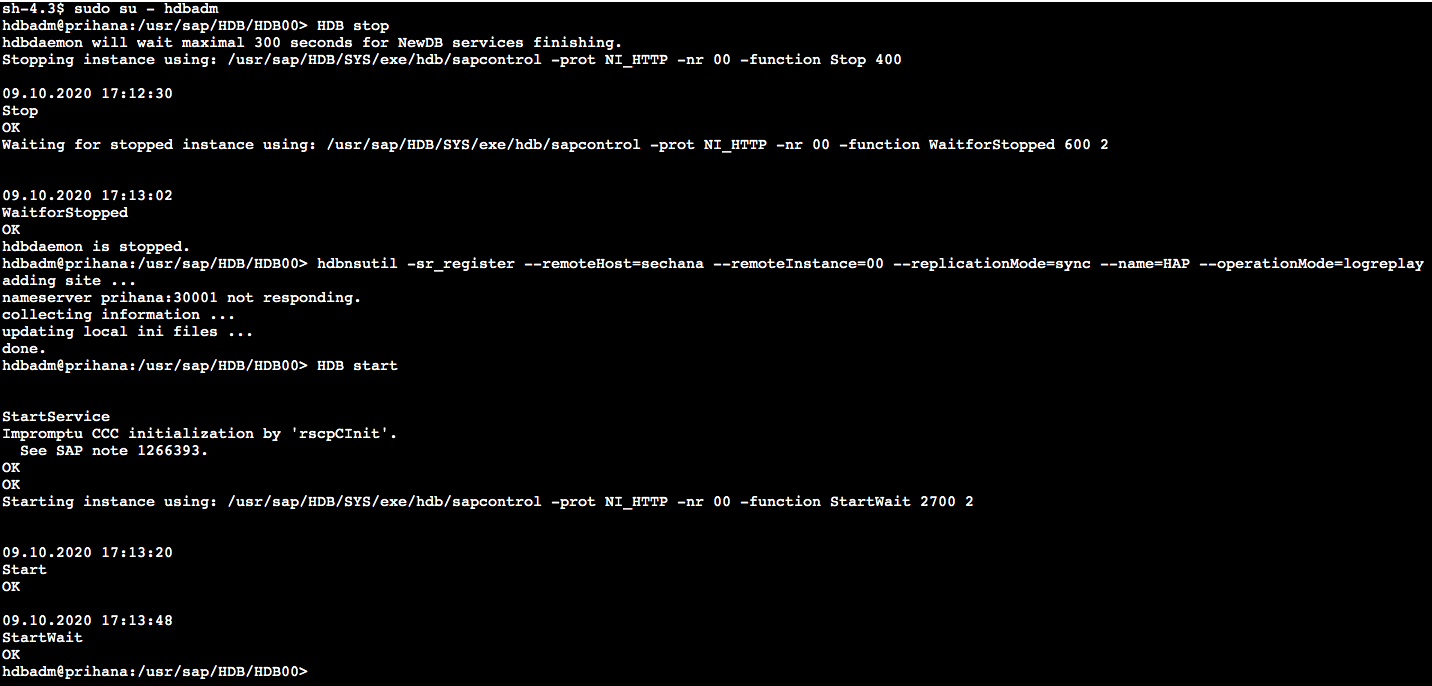 sh-4.3$ sudo su - hdbadm
hdbadm@prihana:/usr/sap/HDB/HDB00> HDB stop
hdbdaemon will wait maximal 300 seconds for NewDB services finishing.
Stopping instance using: /usr/sap/HDB/SYS/exe/hdb/sapcontrol -prot NI_HTTP -nr 00 -function Stop 400
09.10.2020 17:12:30
Stop
OK
Waiting for stopped instance using: /usr/sap/HDB/SYS/exe/hdb/sapcontrol -prot NI_HTTP -nr 00 -function WaitforStopped 600 2
09.10.2020 17:13:02
WaitforStopped
OK
hdbdaemon is stopped.
hdbadm@prihana:/usr/sap/HDB/HDB00> hdbnsutil -sr_register --remoteHost=sechana --remoteInstance=00 --replicationMode=sync --name=HAP --operationMode=logreplay
adding site ...
nameserver prihana:30001 not responding.
collecting information ...
updating local ini files ...
done.
hdbadm@prihana:/usr/sap/HDB/HDB00> HDB start
StartService
Impromptu CCC initialization by 'rscpCInit'.
  See SAP note 1266393.
OK
OK
Starting instance using: /usr/sap/HDB/SYS/exe/hdb/sapcontrol -prot NI_HTTP -nr 00 -function StartWait 2700 2
09.10.2020 17:13:20
Start
OK
09.10.2020 17:13:48
StartWait
OK
hdbadm@prihana:/usr/sap/HDB/HDB00>